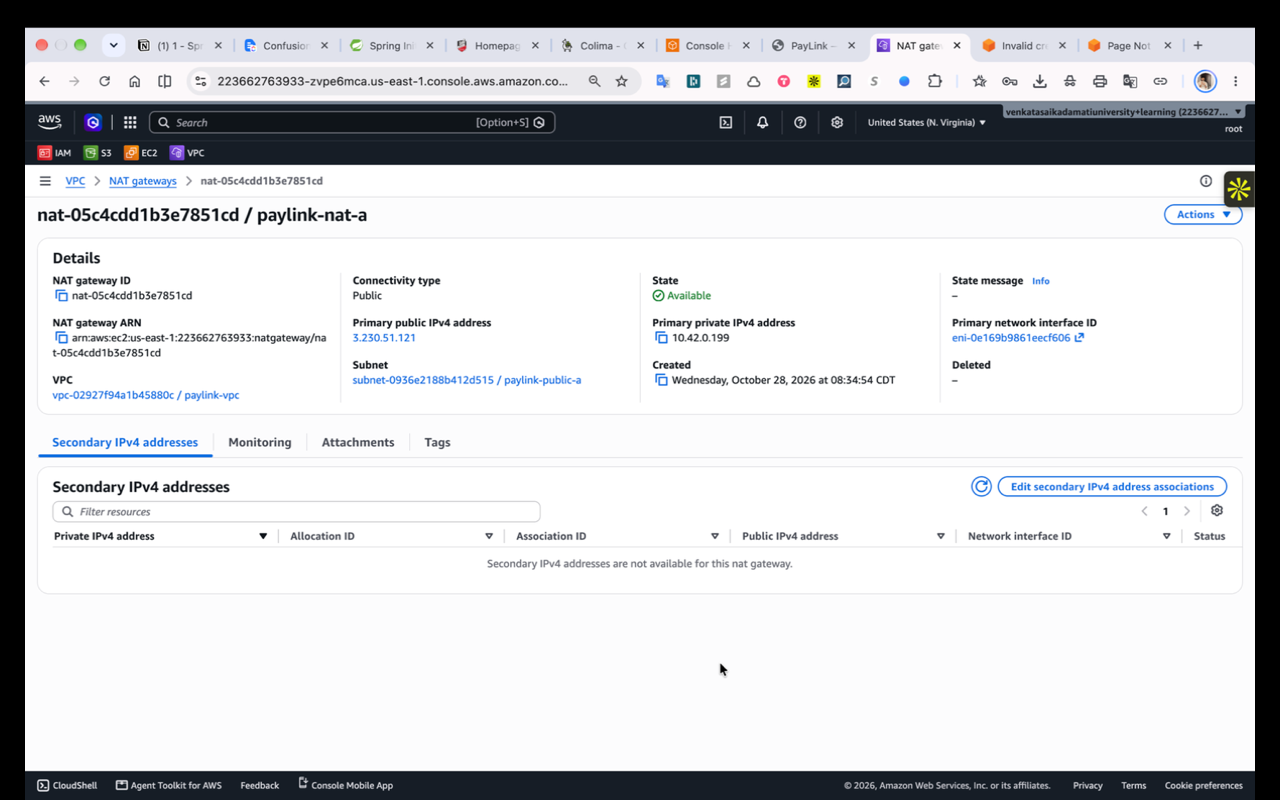 (1) 1 - Spr
Confusion
Spring Ini
Homepag
Colima - 
Console H
PayLink –
NAT gate
Invalid cr
Page Not
223662763933-zvpe6mca.us-east-1.console.aws.amazon.co...
aws
Search
[Option+S]
United States (N. Virginia)
venkatasaikadamatiuniversity+learning (2236627...
root
IAM
S3
EC2
VPC
VPC > NAT gateways > nat-05c4cdd1b3e7851cd
nat-05c4cdd1b3e7851cd / paylink-nat-a
Actions
Details
NAT gateway ID
nat-05c4cdd1b3e7851cd
NAT gateway ARN
arn:aws:ec2:us-east-1:223662763933:natgateway/na
t-05c4cdd1b3e7851cd
VPC
vpc-02927f94a1b45880c / paylink-vpc
Connectivity type
Public
Primary public IPv4 address
3.230.51.121
Subnet
subnet-0936e2188b412d515 / paylink-public-a
State
Available
Primary private IPv4 address
10.42.0.199
Created
Wednesday, October 28, 2026 at 08:34:54 CDT
State message Info
–
Primary network interface ID
eni-0e169b9861eecf606
Deleted
–
Secondary IPv4 addresses
Monitoring
Attachments
Tags
Secondary IPv4 addresses
Edit secondary IPv4 address associations
Filter resources
1
Private IPv4 address
Allocation ID
Association ID
Public IPv4 address
Network interface ID
Status
Secondary IPv4 addresses are not available for this nat gateway.
CloudShell
Agent Toolkit for AWS
Feedback
Console Mobile App
© 2026, Amazon Web Services, Inc. or its affiliates.
Privacy
Terms
Cookie preferences